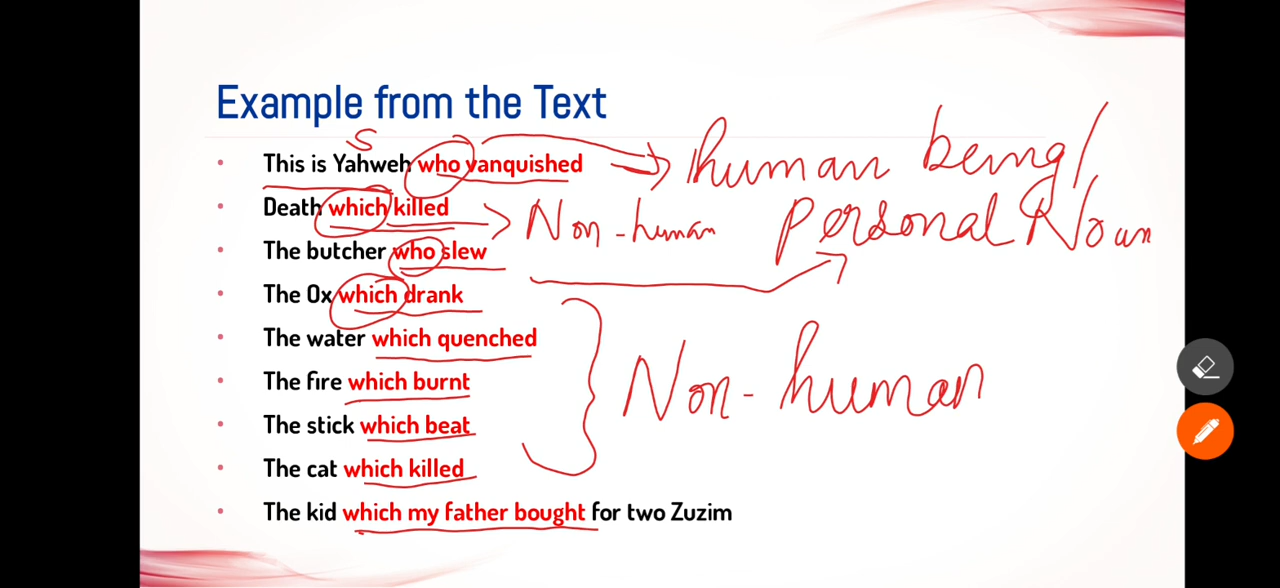 Example from the Text
S
• This is Yahweh who vanquished
human being/
• Death which killed
Non-human
Personal Noun
• The butcher who slew
• The Ox which drank
• The water which quenched
• The fire which burnt
Non-human
• The stick which beat
• The cat which killed
• The kid which my father bought for two Zuzim